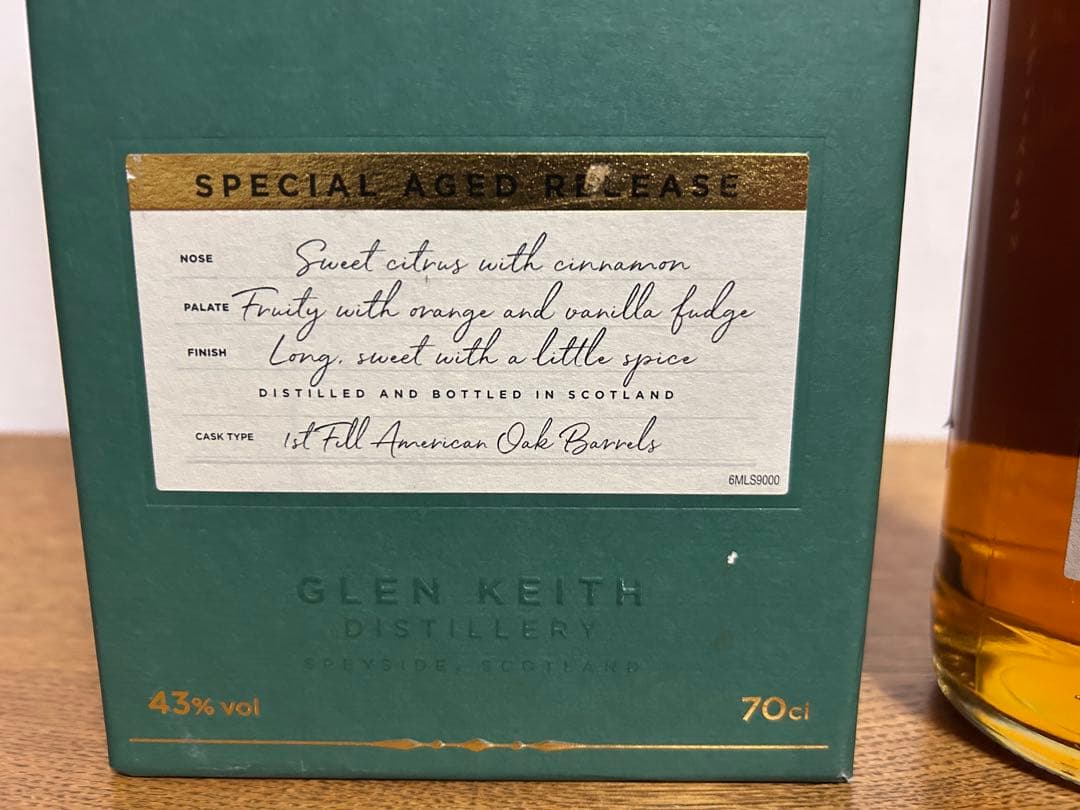 SPECIAL AGED RELEASE
NOSE Sweet citrus with cinnamon
PALATE Fruity with orange and vanilla fudge
FINISH Long, sweet with a little spice
DISTILLED AND BOTTLED IN SCOTLAND
CASK TYPE 1st Fill American Oak Barrels
6MLS9000
GLEN KEITH
DISTILLERY
SPEYSIDE, SCOTLAND
43% vol 70cl